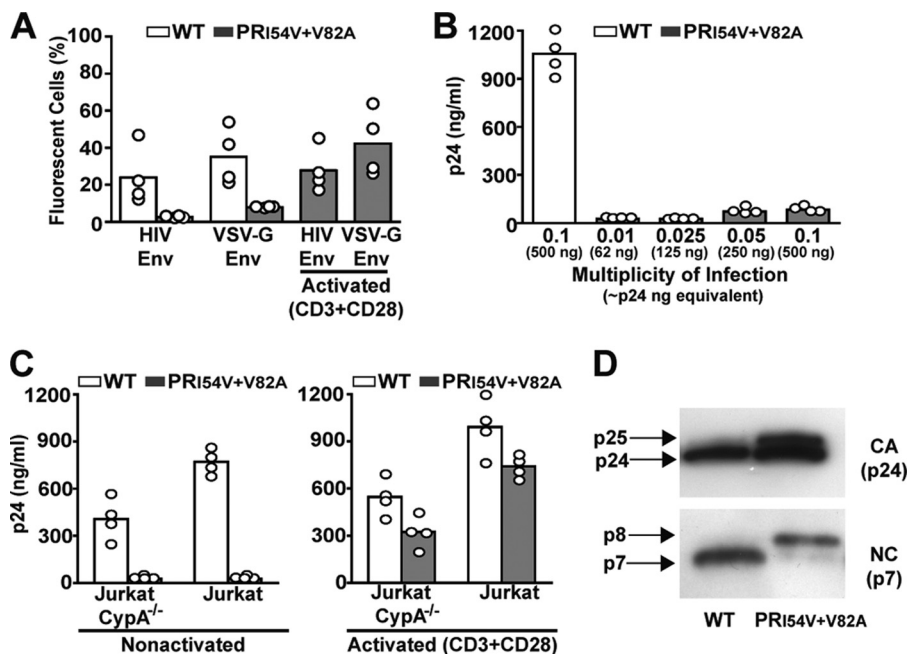 A
WT PRI54V+V82A
Fluorescent Cells (%)
100
80
60
40
20
0
HIV Env
VSV-G Env
HIV Env
VSV-G Env
Activated
(CD3+CD28)
B
WT PRI54V+V82A
p24 (ng/ml)
1200
900
600
300
0
0.1 0.01 0.025 0.05 0.1
(500 ng) (62 ng) (125 ng) (250 ng) (500 ng)
Multiplicity of Infection
(~p24 ng equivalent)
C
WT PRI54V+V82A
p24 (ng/ml)
1200
900
600
300
0
Jurkat Jurkat
CypA-/-
Nonactivated
WT PRI54V+V82A
1200
900
600
300
0
Jurkat Jurkat
CypA-/-
Activated (CD3+CD28)
D
p25
p24
CA
(p24)
p8
p7
NC
(p7)
WT PRI54V+V82A